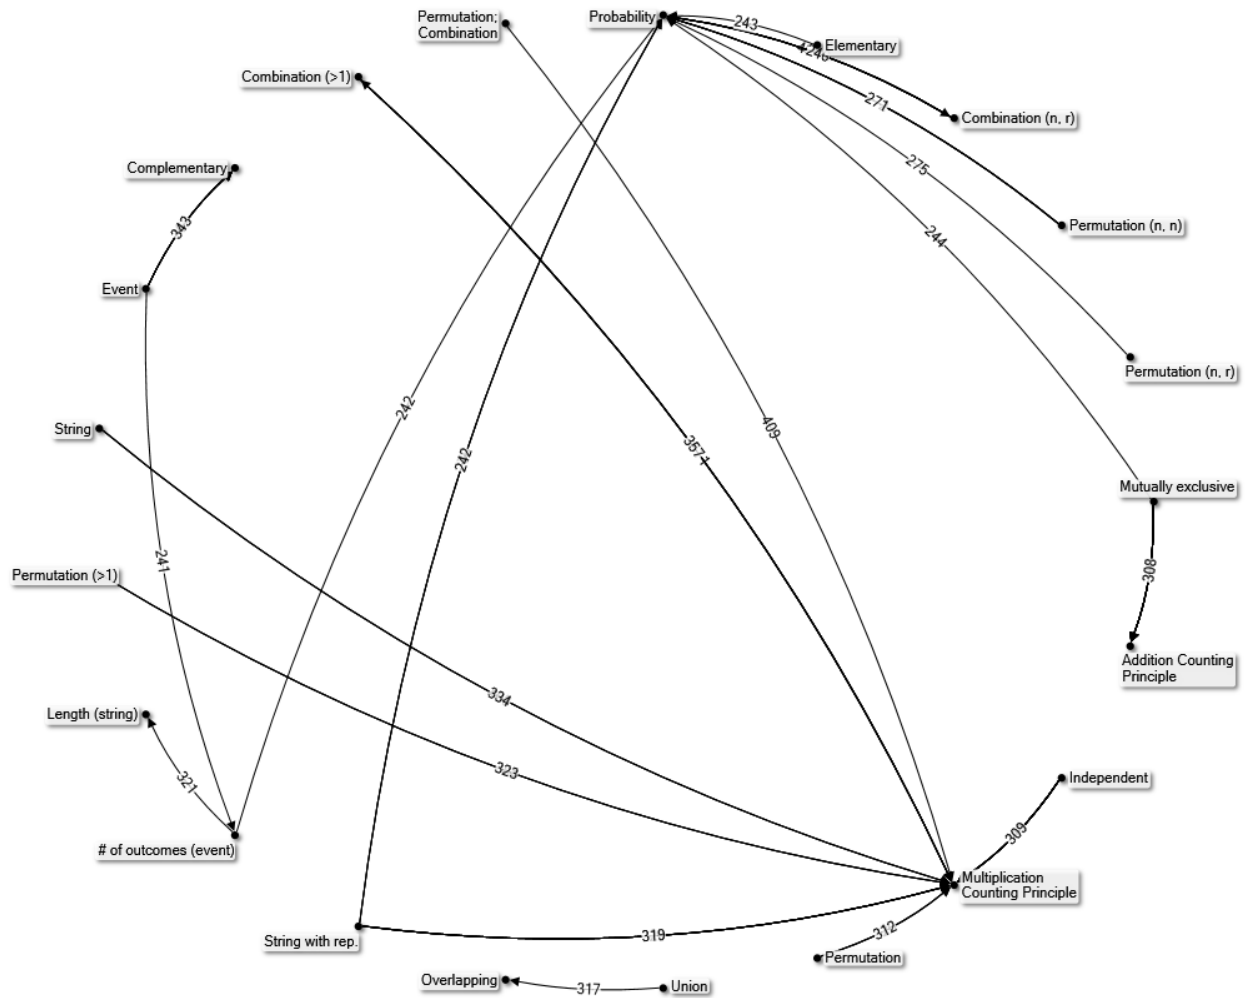 Permutation;
Combination
Probability
243
Elementary
Combination (>1)
271
Combination (n, r)
Complementary
275
343
Permutation (n, n)
244
Event
Permutation (n, r)
242
409
String
3571
242
Mutually exclusive
241
308
Permutation (>1)
Addition Counting
Principle
334
Length (string)
323
321
Independent
309
# of outcomes (event)
Multiplication
Counting Principle
String with rep.
319
312
Permutation
Overlapping
317
Union